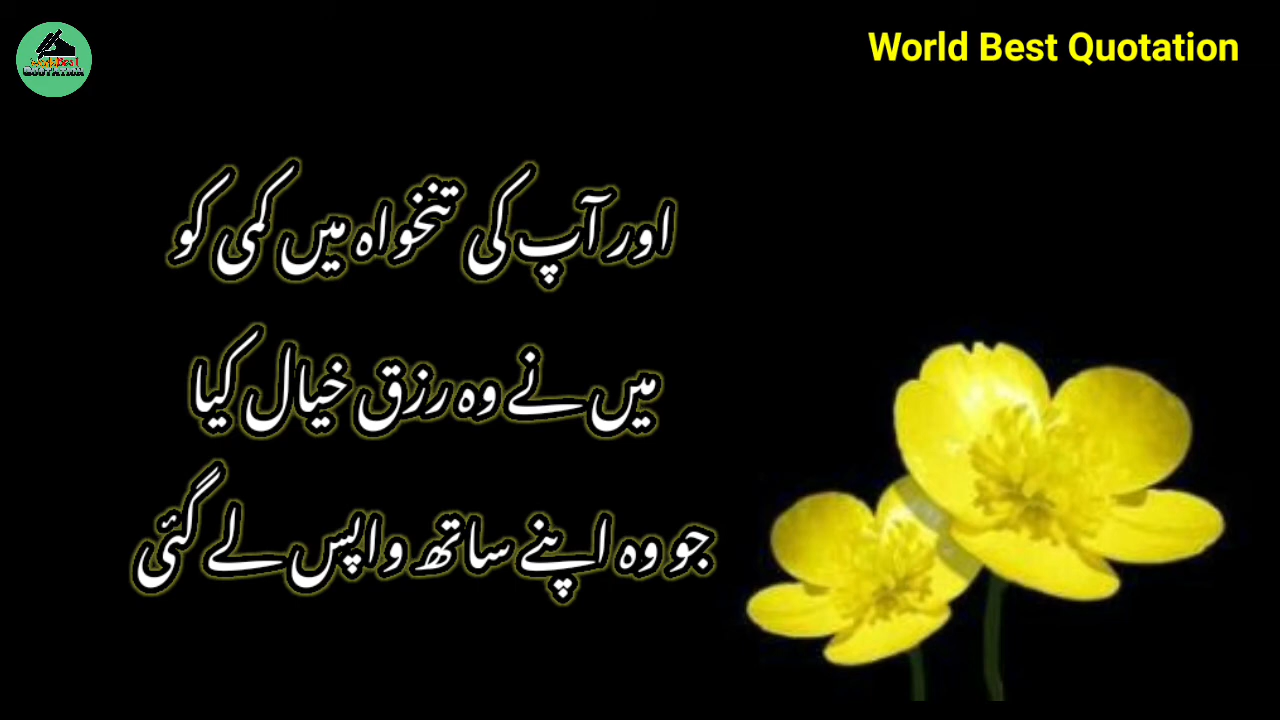 World Best Quotation
اور آپ کی تنخواہ میں کمی کو
میں نے وہ رزق خیال کیا
جو وہ اپنے ساتھ واپس لے گئی